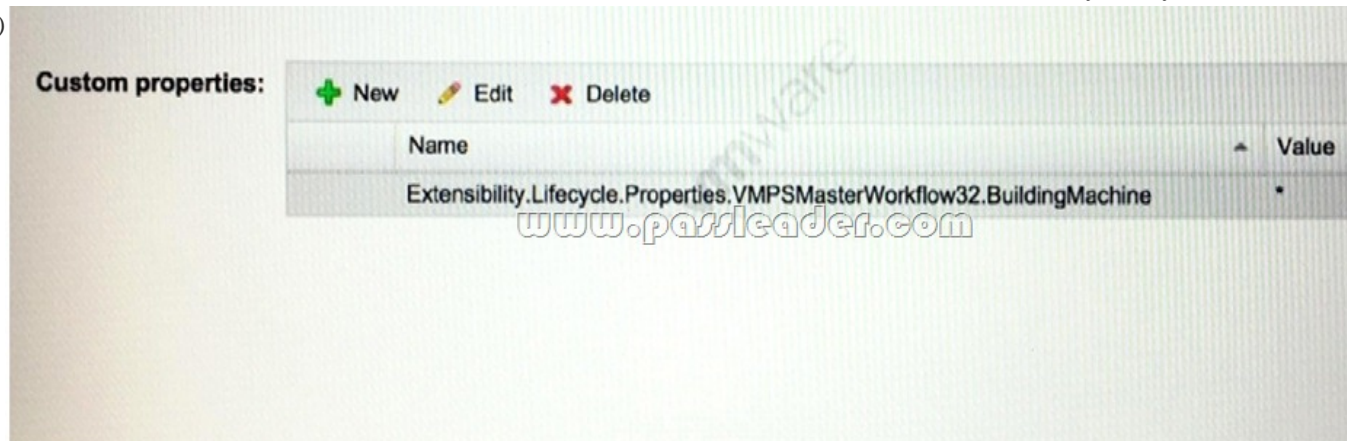 )
Custom properties:
New Edit Delete
Name Value
Extensibility.Lifecycle.Properties.VMPSMasterWorkflow32.BuildingMachine *
www.passleader.com